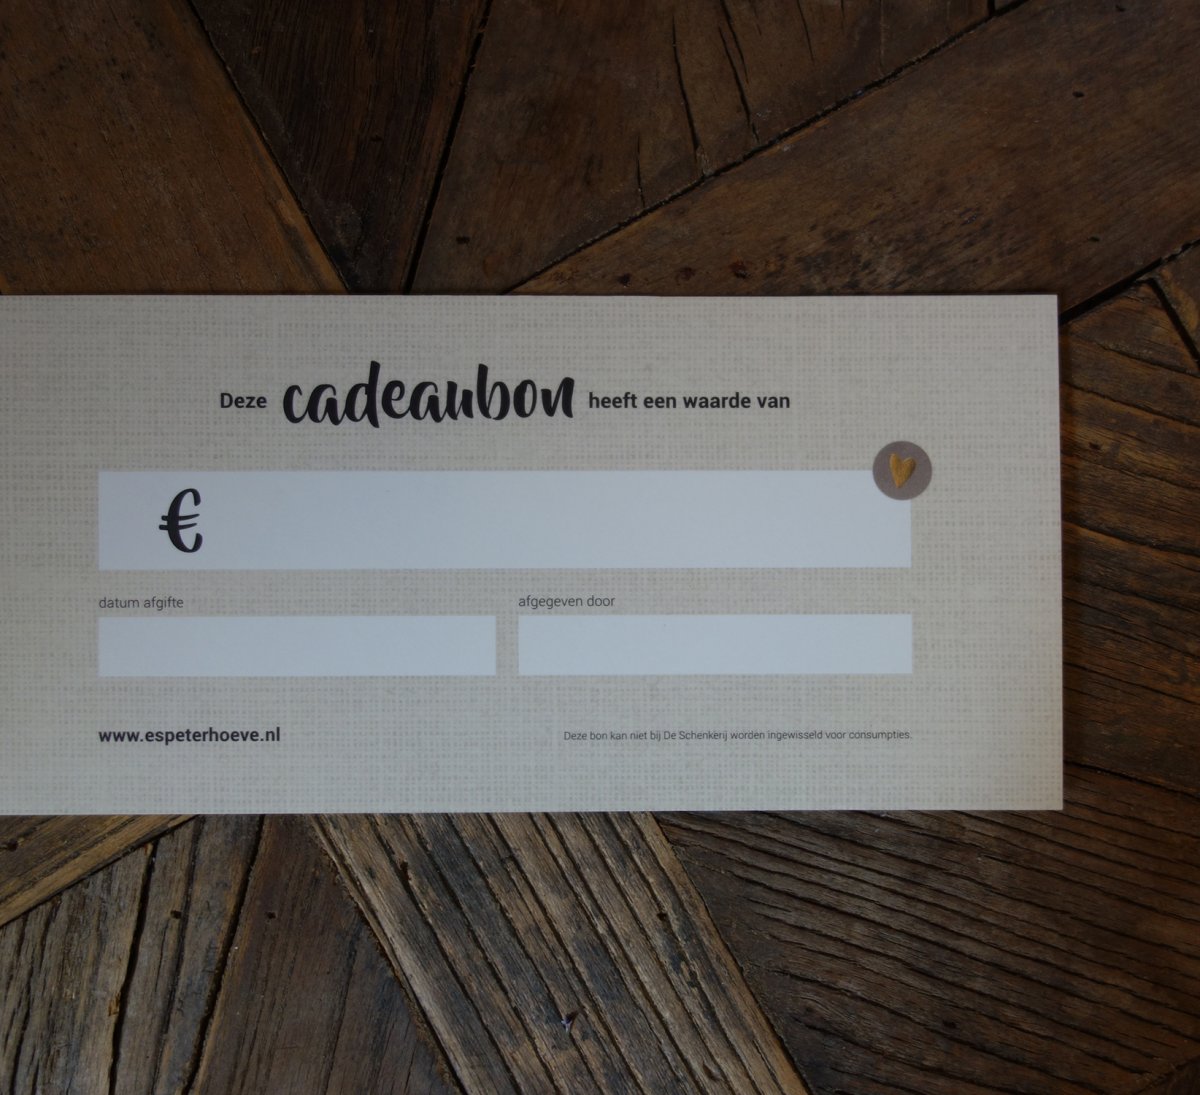 Deze cadeaubon heeft een waarde van
€
datum afgifte
afgegeven door
www.espeterhoeve.nl
Deze bon kan niet bij De Schenkerij worden ingewisseld voor consumpties.